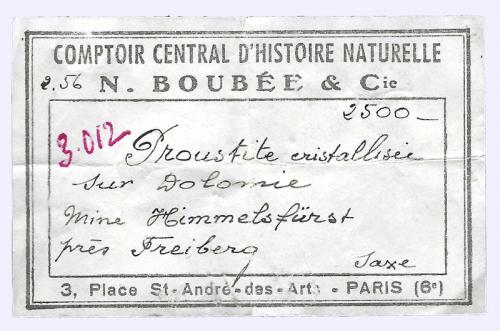 COMPTOIR CENTRAL D'HISTOIRE NATURELLE
2.56 N. BOUBÉE & Cie
2500—
3.012 Proustite cristallisée
sur Dolomie
Mine Himmelsfürst
près Freiberg
Saxe
3, Place St-André-des-Arts - PARIS (6e)